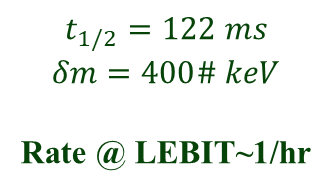 t1/2 = 122 ms
δm = 400# keV
Rate @ LEBIT~1/hr